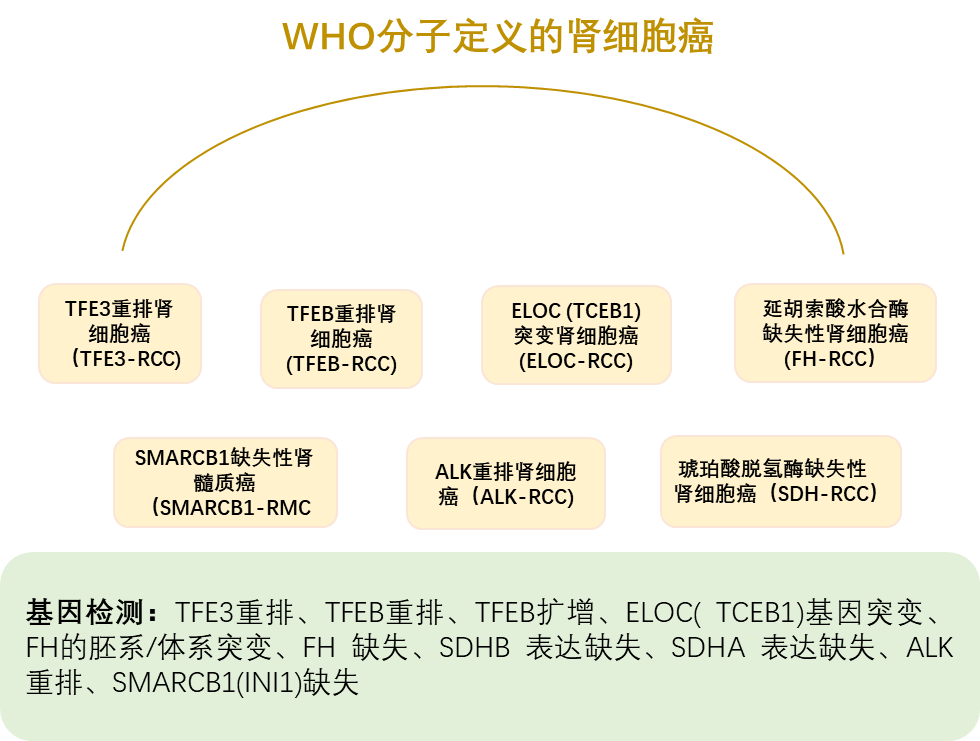 WHO分子定义的肾细胞癌
TFE3重排肾
细胞癌
（TFE3-RCC)
TFEB重排肾
细胞癌
(TFEB-RCC)
ELOC (TCEB1)
突变肾细胞癌
(ELOC-RCC)
延胡索酸水合酶
缺失性肾细胞癌
(FH-RCC）
SMARCB1缺失性肾
髓质癌
（SMARCB1-RMC
ALK重排肾细胞
癌（ALK-RCC)
琥珀酸脱氢酶缺失性
肾细胞癌（SDH-RCC）
基因检测：TFE3重排、TFEB重排、TFEB扩增、ELOC( TCEB1)基因突变、
FH的胚系/体系突变、FH 缺失、SDHB 表达缺失、SDHA 表达缺失、ALK
重排、SMARCB1(INI1)缺失